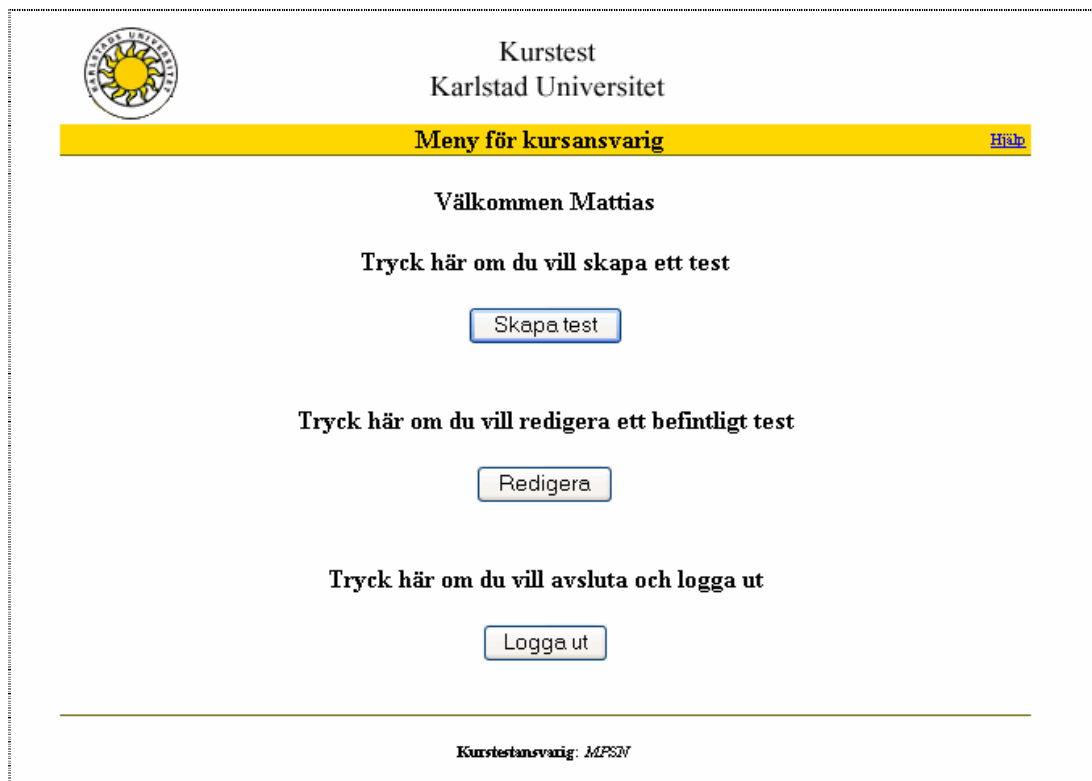 KARLSTADS UNIVERSITET
Kurstest
Karlstad Universitet
Meny för kursansvarig
Hjälp
Välkommen Mattias
Tryck här om du vill skapa ett test
Skapa test
Tryck här om du vill redigera ett befintligt test
Redigera
Tryck här om du vill avsluta och logga ut
Logga ut
Kurstestansvarig: MPSN